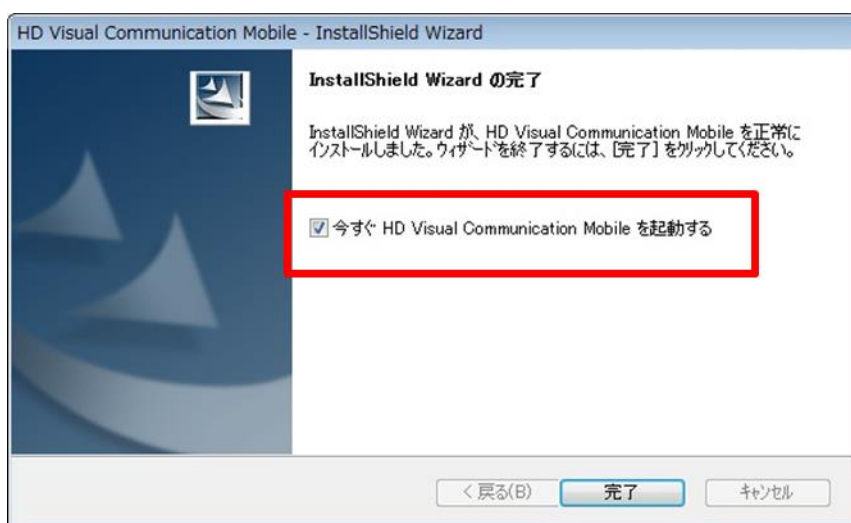 HD Visual Communication Mobile - InstallShield Wizard
InstallShield Wizard の完了
InstallShield Wizard が、HD Visual Communication Mobile を正常に
インストールしました。ウィザードを終了するには、[完了] をクリックしてください。
今すぐ HD Visual Communication Mobile を起動する
< 戻る(B) 完了 キャンセル